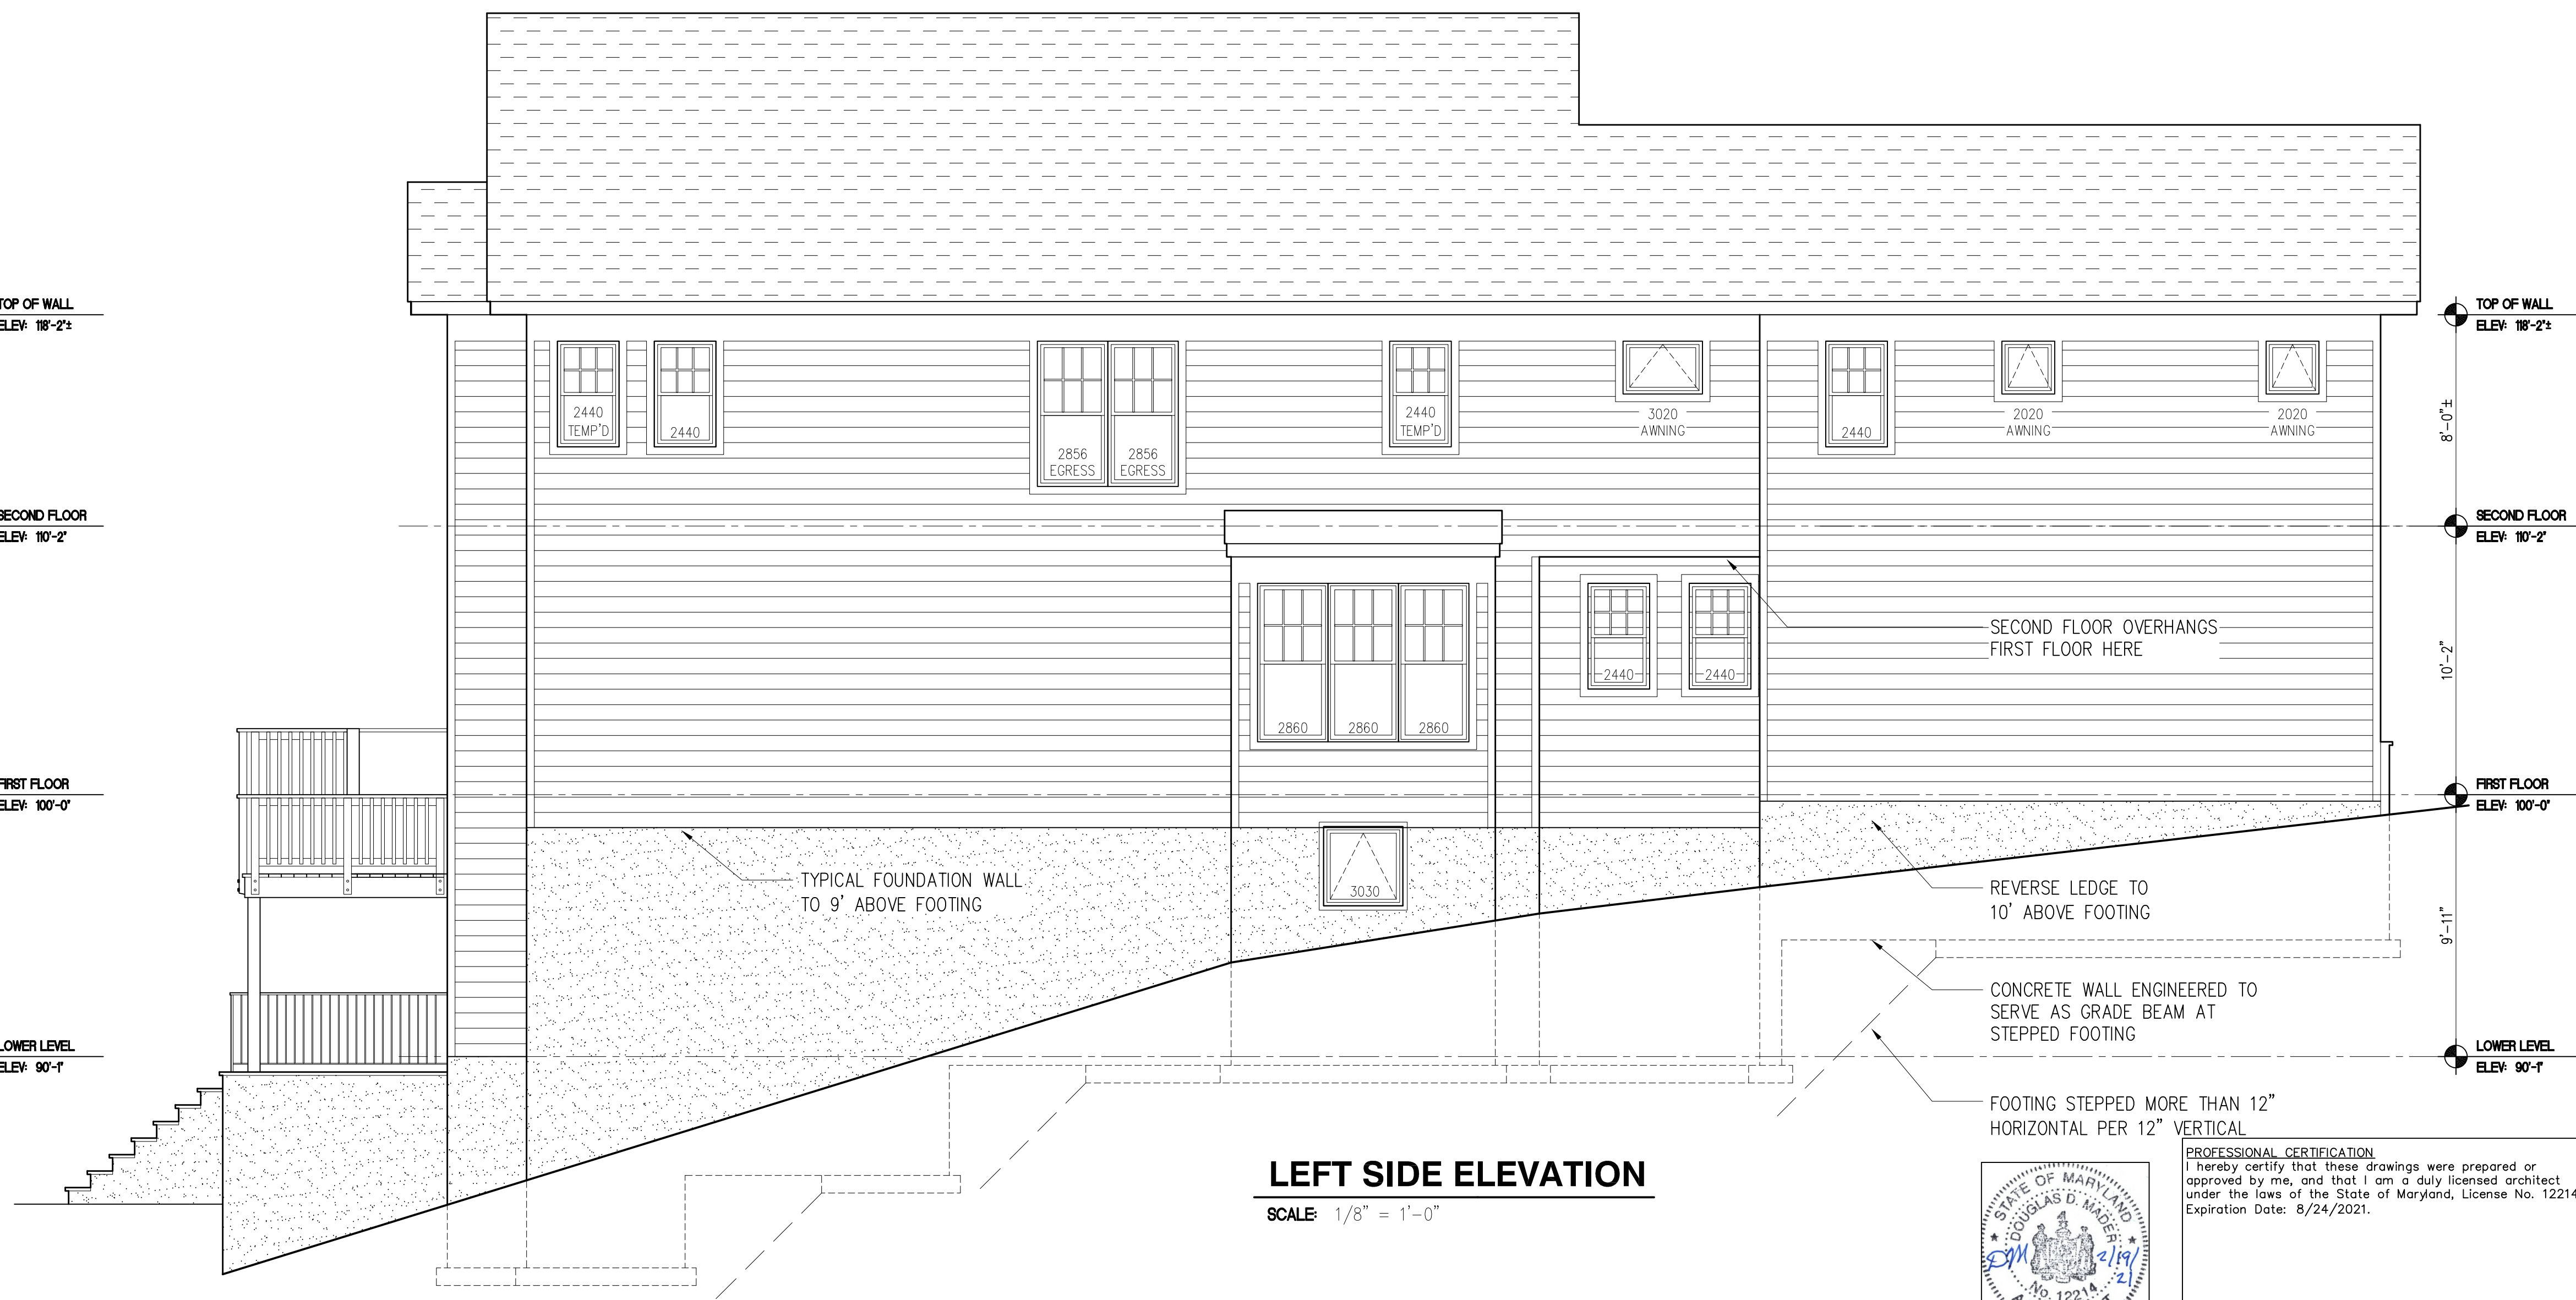 TOP OF WALL
ELEV: 118'-2"±
SECOND FLOOR
ELEV: 110'-2"
FIRST FLOOR
ELEV: 100'-0"
LOWER LEVEL
ELEV: 90'-1"
2440
TEMP'D
2440
2856
EGRESS
2856
EGRESS
2440
TEMP'D
3020
AWNING
2440
2020
AWNING
2020
AWNING
2860
2860
2860
2440
2440
3030
SECOND FLOOR OVERHANGS
FIRST FLOOR HERE
TYPICAL FOUNDATION WALL
TO 9' ABOVE FOOTING
REVERSE LEDGE TO
10' ABOVE FOOTING
CONCRETE WALL ENGINEERED TO
SERVE AS GRADE BEAM AT
STEPPED FOOTING
FOOTING STEPPED MORE THAN 12"
HORIZONTAL PER 12" VERTICAL
TOP OF WALL
ELEV: 118'-2"±
8'-0"±
SECOND FLOOR
ELEV: 110'-2"
10'-2"
FIRST FLOOR
ELEV: 100'-0"
9'-11"
LOWER LEVEL
ELEV: 90'-1"
LEFT SIDE ELEVATION
SCALE: 1/8" = 1'-0"
STATE OF MARYLAND
DOUGLAS D. MADER
DM 2/19/
21
No. 12214
PROFESSIONAL CERTIFICATION
I hereby certify that these drawings were prepared or
approved by me, and that I am a duly licensed architect
under the laws of the State of Maryland, License No. 12214
Expiration Date: 8/24/2021.